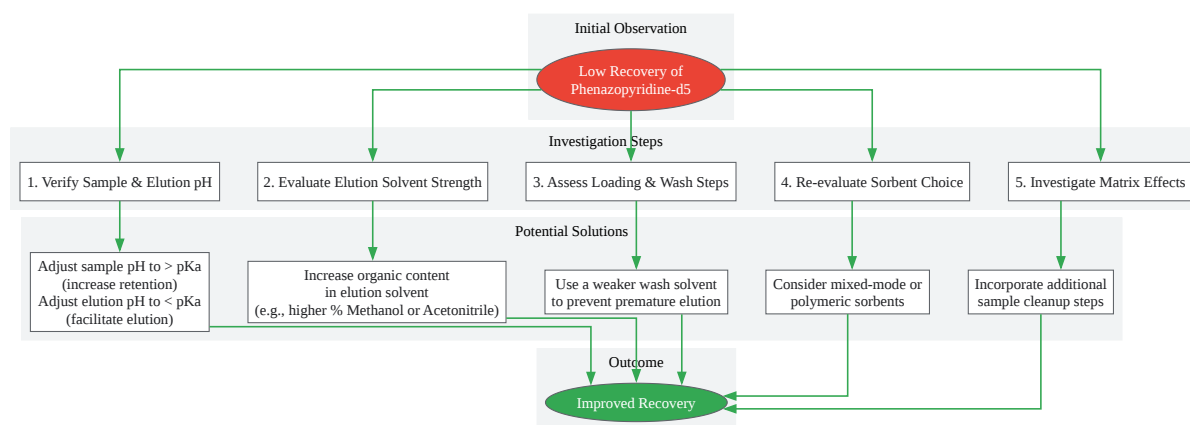 Initial Observation
Low Recovery of
Phenazopyridine-d5
Investigation Steps
1. Verify Sample & Elution pH
2. Evaluate Elution Solvent Strength
3. Assess Loading & Wash Steps
4. Re-evaluate Sorbent Choice
5. Investigate Matrix Effects
Potential Solutions
Adjust sample pH to > pKa
(increase retention)
Adjust elution pH to < pKa
(facilitate elution)
Increase organic content
in elution solvent
(e.g., higher % Methanol or Acetonitrile)
Use a weaker wash solvent
to prevent premature elution
Consider mixed-mode or
polymeric sorbents
Incorporate additional
sample cleanup steps
Outcome
Improved Recovery